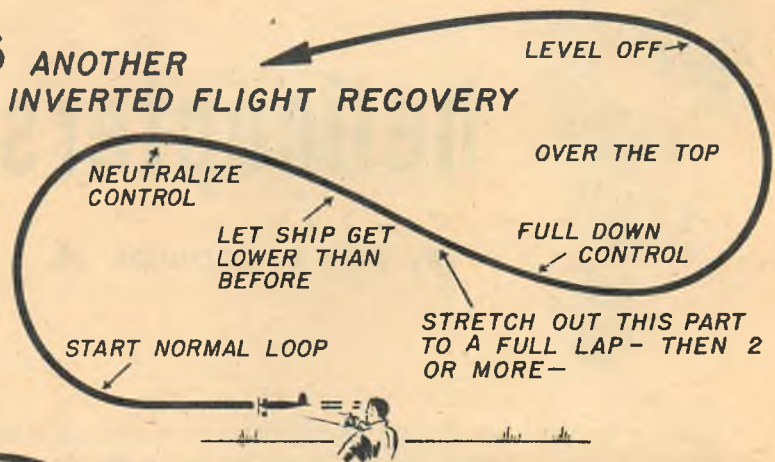 ANOTHER
INVERTED FLIGHT RECOVERY
LEVEL OFF
NEUTRALIZE
CONTROL
OVER THE TOP
LET SHIP GET
LOWER THAN
BEFORE
FULL DOWN
CONTROL
START NORMAL LOOP
STRETCH OUT THIS PART
TO A FULL LAP- THEN 2
OR MORE-